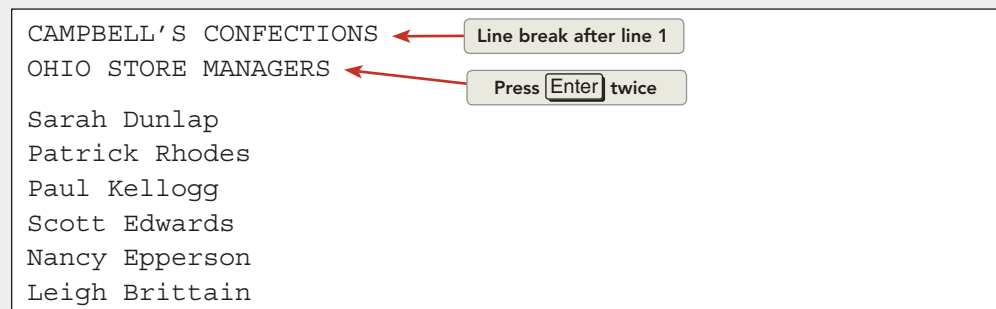 CAMPBELL’S CONFECTIONS
Line break after line 1
OHIO STORE MANAGERS
Press Enter twice
Sarah Dunlap
Patrick Rhodes
Paul Kellogg
Scott Edwards
Nancy Epperson
Leigh Brittain